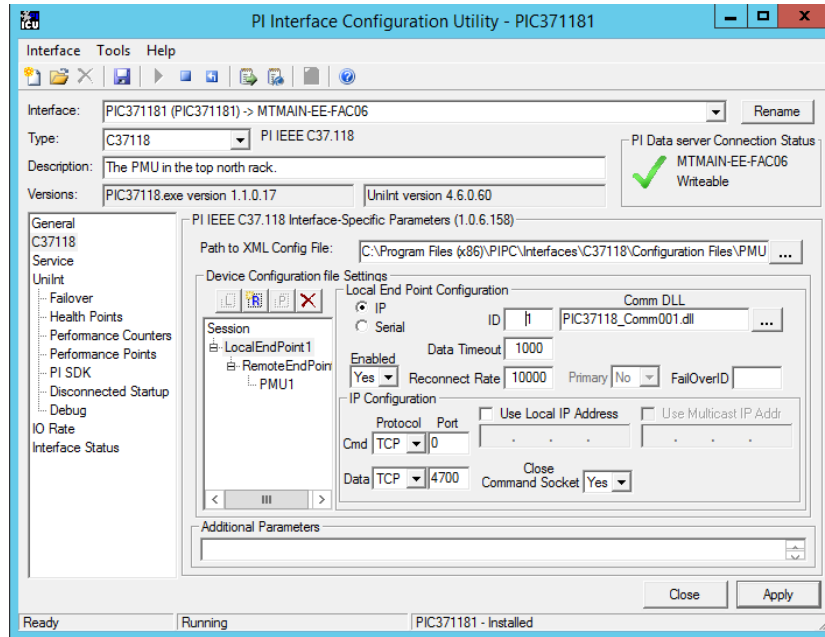 PI Interface Configuration Utility - PIC371181
Interface Tools Help
Interface: PIC371181 (PIC371181) -> MTMAIN-EE-FAC06 Rename
Type: C37118 PI IEEE C37.118
PI Data server Connection Status
MTMAIN-EE-FAC06
Writeable
Description: The PMU in the top north rack.
Versions: PIC37118.exe version 1.1.0.17 UniInt version 4.6.0.60
General
C37118
Service
UniInt
Failover
Health Points
Performance Counters
Performance Points
PI SDK
Disconnected Startup
Debug
IO Rate
Interface Status
PI IEEE C37.118 Interface-Specific Parameters (1.0.6.158)
Path to XML Config File: C:\Program Files (x86)\PIPC\Interfaces\C37118\Configuration Files\PMU ...
Device Configuration file Settings
L R P
Session
LocalEndPoint1
RemoteEndPoin
PMU1
Local End Point Configuration
IP
Serial
ID 1
Comm DLL
PIC37118_Comm001.dll ...
Data Timeout 1000
Enabled
Yes Reconnect Rate 10000 Primary No FailOverID
IP Configuration
Protocol Port
Use Local IP Address Use Multicast IP Addr
Cmd TCP 0 . . . . . .
Data TCP 4700 Close
Command Socket Yes
Additional Parameters
Close Apply
Ready Running PIC371181 - Installed